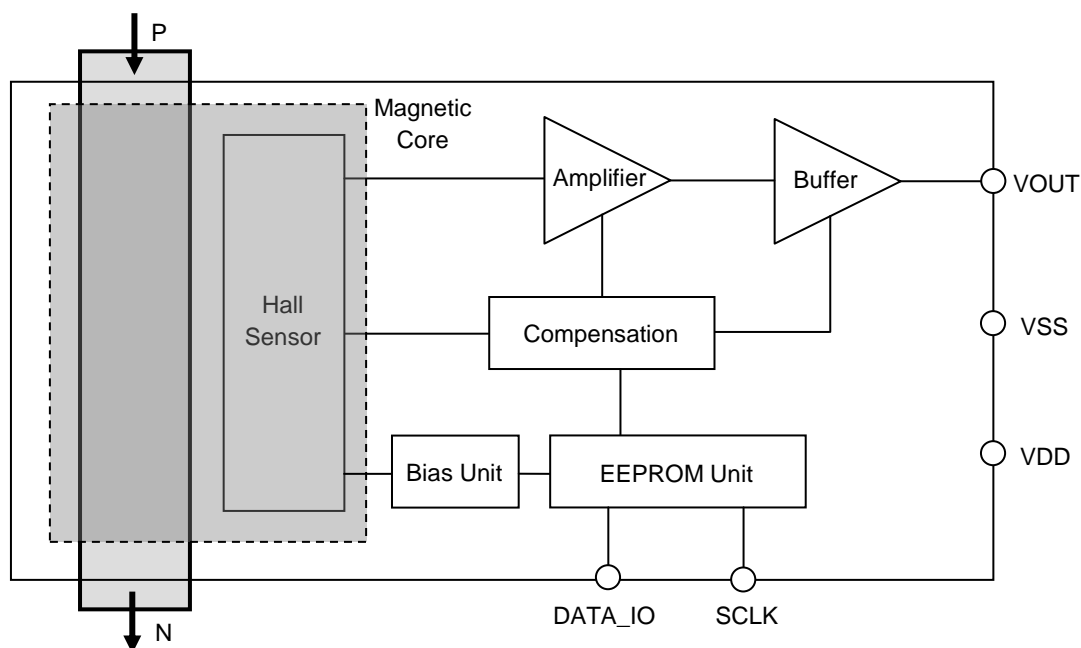 P
Magnetic
Core
Amplifier
Buffer
VOUT
Hall
Sensor
Compensation
VSS
Bias Unit
EEPROM Unit
VDD
DATA_IO
SCLK
N